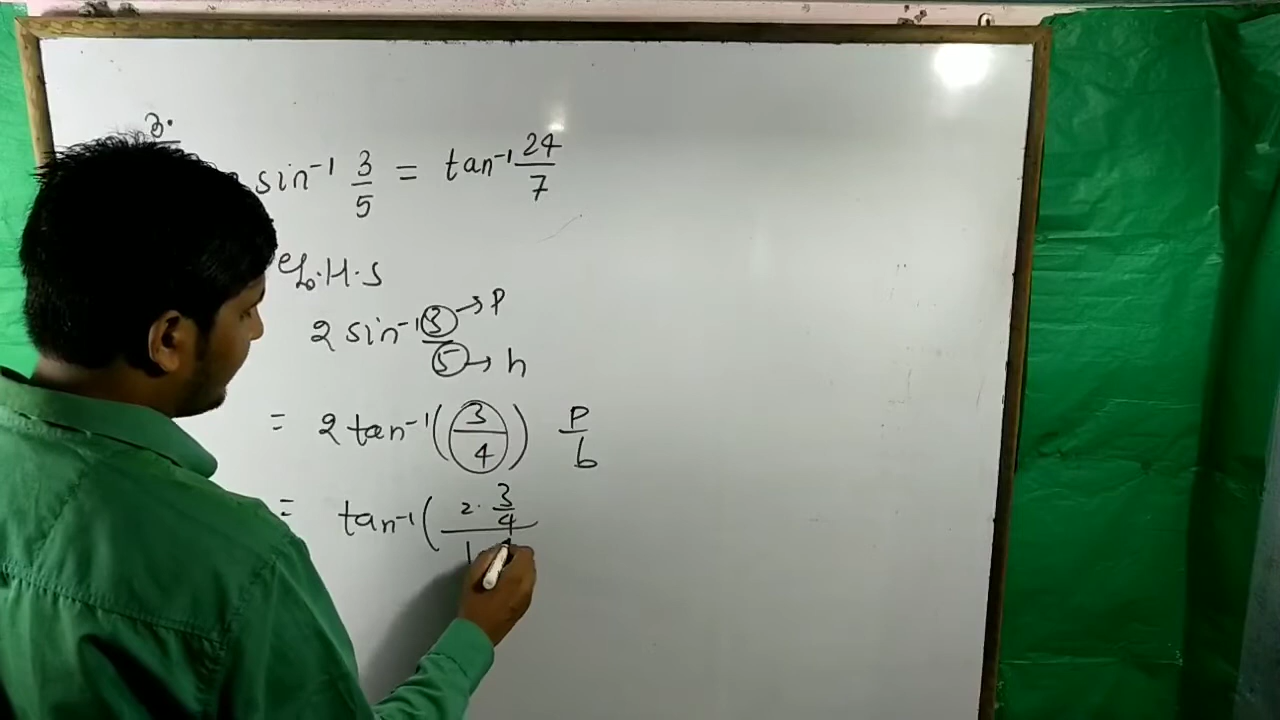 3.
sin⁻¹ 3/5 = tan⁻¹ 24/7
L.H.S
2 sin⁻¹ 3/5 → p → h
= 2 tan⁻¹ (3/4) p/b
= tan⁻¹ ( 2. 3/4 / 1